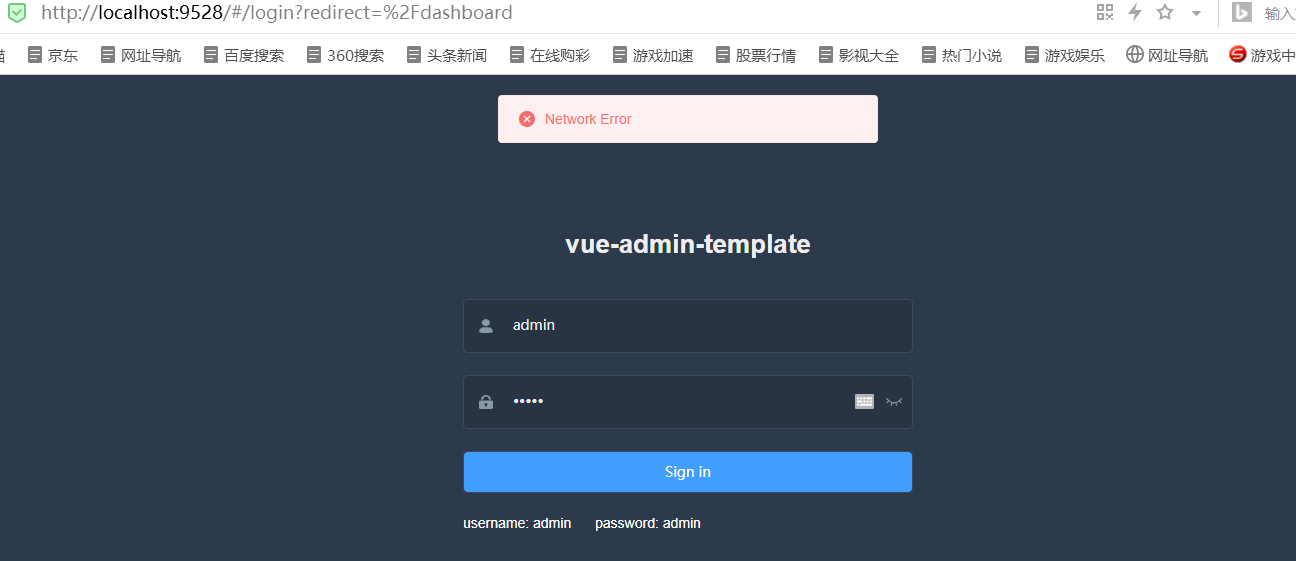 http://localhost:9528/#/login?redirect=%2Fdashboard
京东 网址导航 百度搜索 360搜索 头条新闻 在线购彩 游戏加速 股票行情 影视大全 热门小说 游戏娱乐 网址导航 游戏中
Network Error
vue-admin-template
admin
•••••
Sign in
username: admin password: admin